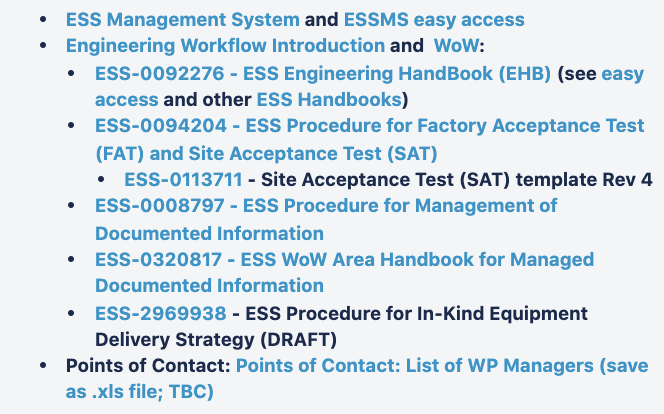 • ESS Management System and ESSMS easy access
• Engineering Workflow Introduction and WoW:
• ESS-0092276 - ESS Engineering HandBook (EHB) (see easy
access and other ESS Handbooks)
• ESS-0094204 - ESS Procedure for Factory Acceptance Test
(FAT) and Site Acceptance Test (SAT)
• ESS-0113711 - Site Acceptance Test (SAT) template Rev 4
• ESS-0008797 - ESS Procedure for Management of
Documented Information
• ESS-0320817 - ESS WoW Area Handbook for Managed
Documented Information
• ESS-2969938 - ESS Procedure for In-Kind Equipment
Delivery Strategy (DRAFT)
• Points of Contact: Points of Contact: List of WP Managers (save
as .xls file; TBC)